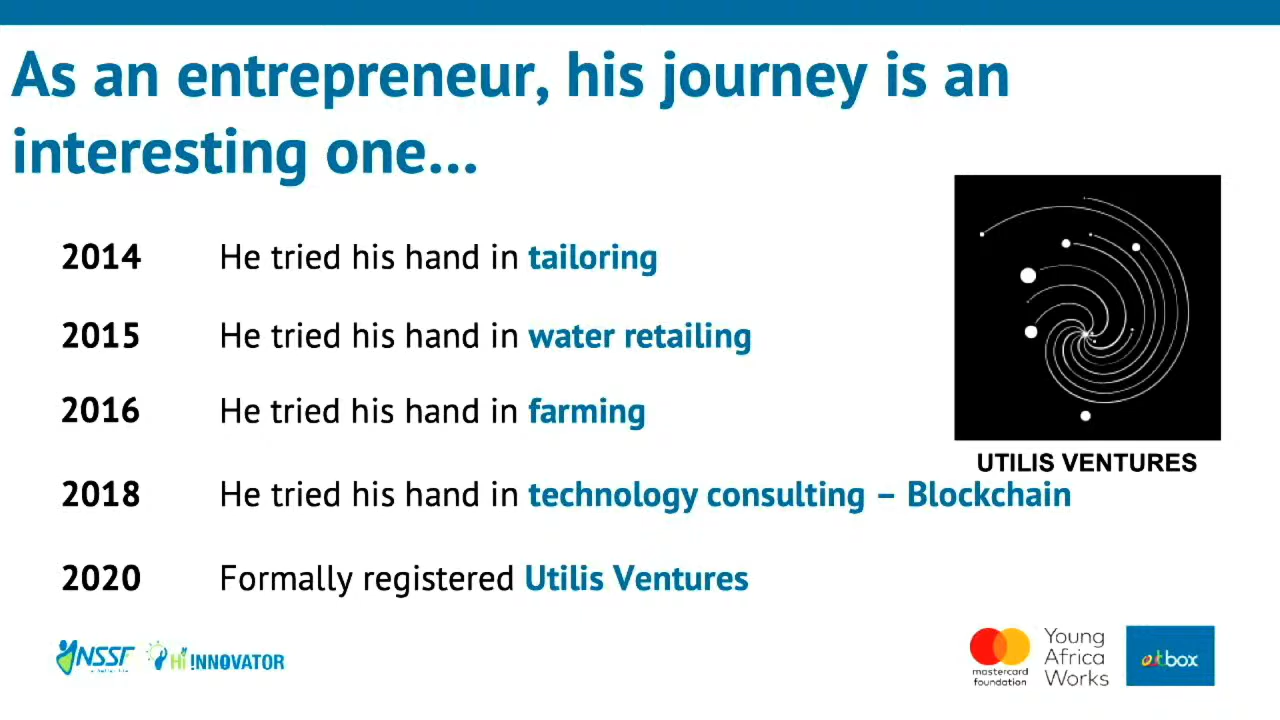 As an entrepreneur, his journey is an
interesting one...
2014 He tried his hand in tailoring
2015 He tried his hand in water retailing
2016 He tried his hand in farming
UTILIS VENTURES
2018 He tried his hand in technology consulting – Blockchain
2020 Formally registered Utilis Ventures
NSSF
Hi !NNOVATOR
mastercard
foundation
Young
Africa
Works
outbox